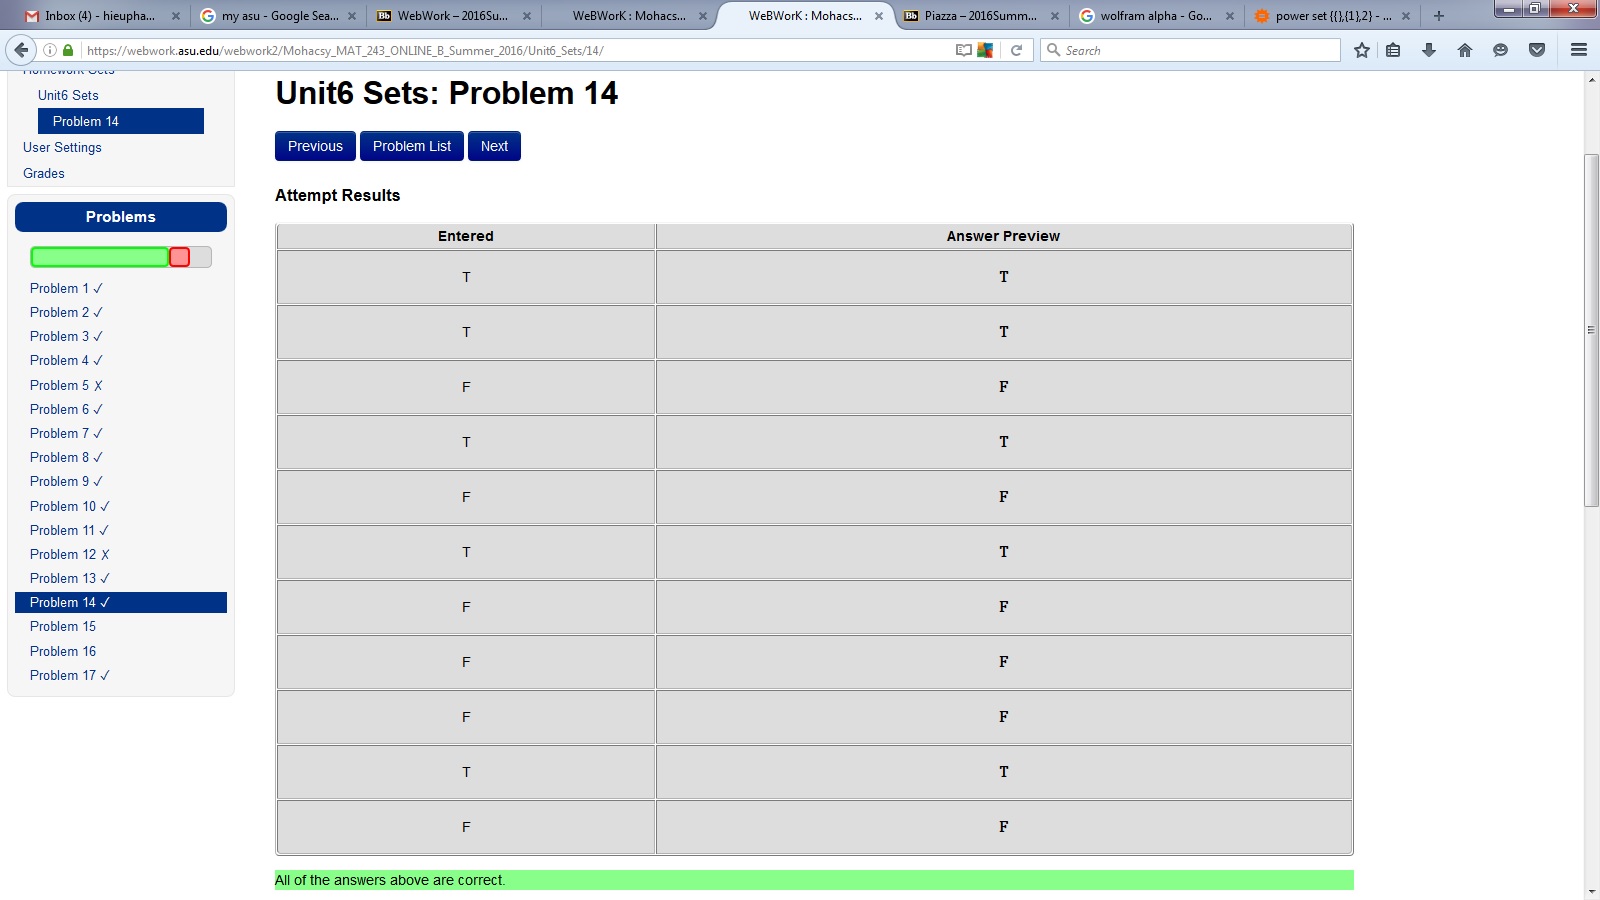 Inbox (4) - hieupha...
my asu - Google Sea...
WebWork – 2016Su...
WeBWorK : Mohacs...
WeBWorK : Mohacs...
Piazza – 2016Summ...
wolfram alpha - Go...
power set {{},{1},2} - ...
https://webwork.asu.edu/webwork2/Mohacsy_MAT_243_ONLINE_B_Summer_2016/Unit6_Sets/14/
Search
Homework Sets
Unit6 Sets
Problem 14
User Settings
Grades
Problems
Problem 1 ✓
Problem 2 ✓
Problem 3 ✓
Problem 4 ✓
Problem 5 ✗
Problem 6 ✓
Problem 7 ✓
Problem 8 ✓
Problem 9 ✓
Problem 10 ✓
Problem 11 ✓
Problem 12 ✗
Problem 13 ✓
Problem 14 ✓
Problem 15
Problem 16
Problem 17 ✓
Unit6 Sets: Problem 14
Previous Problem List Next
Attempt Results
Entered Answer Preview
T T
T T
F F
T T
F F
T T
F F
F F
F F
T T
F F
All of the answers above are correct.